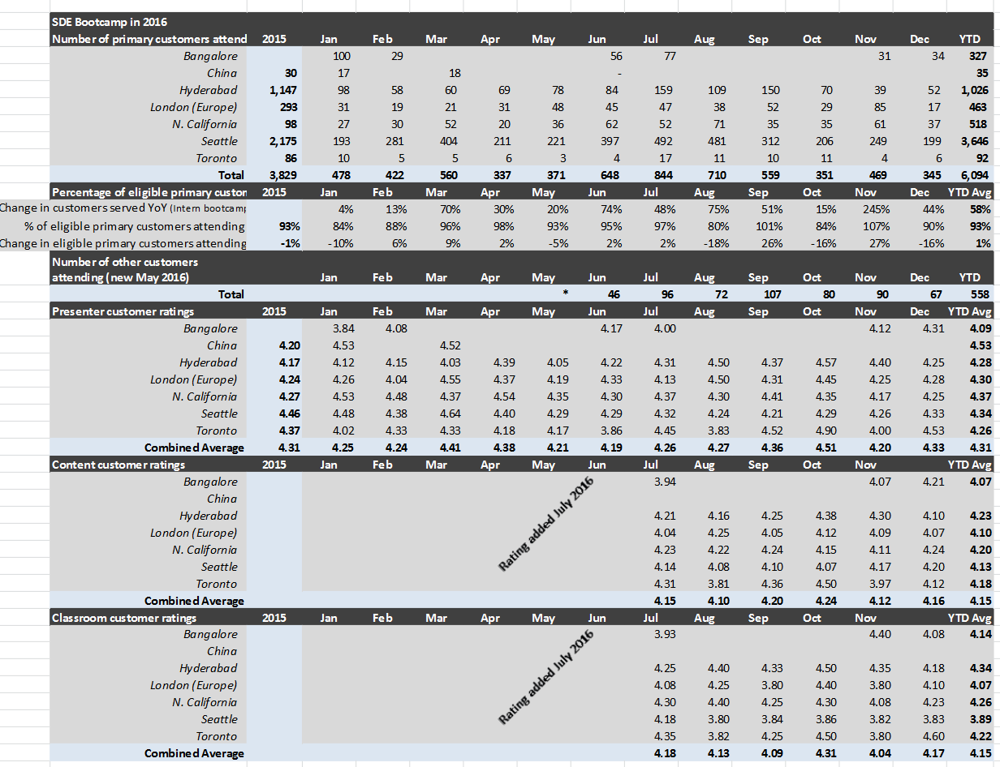 SDE Bootcamp in 2016
Number of primary customers attend 2015 Jan Feb Mar Apr May Jun Jul Aug Sep Oct Nov Dec YTD
Bangalore 100 29 56 77 31 34 327
China 30 17 18 - 35
Hyderabad 1,147 98 58 60 69 78 84 159 109 150 70 39 52 1,026
London (Europe) 293 31 19 21 31 48 45 47 38 52 29 85 17 463
N. California 98 27 30 52 20 36 62 52 71 35 35 61 37 518
Seattle 2,175 193 281 404 211 221 397 492 481 312 206 249 199 3,646
Toronto 86 10 5 5 6 3 4 17 11 10 11 4 6 92
Total 3,829 478 422 560 337 371 648 844 710 559 351 469 345 6,094
Percentage of eligible primary custon 2015 Jan Feb Mar Apr May Jun Jul Aug Sep Oct Nov Dec YTD Avg
Change in customers served YoY (Intern bootcamp 4% 13% 70% 30% 20% 74% 48% 75% 51% 15% 245% 44% 58%
% of eligible primary customers attending 93% 84% 88% 96% 98% 93% 95% 97% 80% 101% 84% 107% 90% 93%
Change in eligible primary customers attending -1% -10% 6% 9% 2% -5% 2% 2% -18% 26% -16% 27% -16% 1%
Number of other customers
attending (new May 2016) Jan Feb Mar Apr May Jun Jul Aug Sep Oct Nov Dec YTD
Total * 46 96 72 107 80 90 67 558
Presenter customer ratings 2015 Jan Feb Mar Apr May Jun Jul Aug Sep Oct Nov Dec YTD Avg
Bangalore 3.84 4.08 4.17 4.00 4.12 4.31 4.09
China 4.20 4.53 4.52 4.53
Hyderabad 4.17 4.12 4.15 4.03 4.39 4.05 4.22 4.31 4.50 4.37 4.57 4.40 4.25 4.28
London (Europe) 4.24 4.26 4.04 4.55 4.37 4.19 4.33 4.13 4.50 4.31 4.45 4.25 4.28 4.30
N. California 4.27 4.53 4.48 4.37 4.54 4.35 4.30 4.37 4.30 4.41 4.35 4.17 4.25 4.37
Seattle 4.46 4.48 4.38 4.64 4.40 4.29 4.29 4.32 4.24 4.21 4.29 4.26 4.33 4.34
Toronto 4.37 4.02 4.33 4.33 4.18 4.17 3.86 4.45 3.83 4.52 4.90 4.00 4.53 4.26
Combined Average 4.31 4.25 4.24 4.41 4.38 4.21 4.19 4.26 4.27 4.36 4.51 4.20 4.33 4.31
Content customer ratings 2015 Jan Feb Mar Apr May Jun Jul Aug Sep Oct Nov YTD Avg
Rating added July 2016
Bangalore 3.94 4.07 4.21 4.07
China
Hyderabad 4.21 4.16 4.25 4.38 4.30 4.10 4.23
London (Europe) 4.04 4.25 4.05 4.12 4.09 4.07 4.10
N. California 4.23 4.22 4.24 4.15 4.11 4.24 4.20
Seattle 4.14 4.08 4.10 4.07 4.17 4.20 4.13
Toronto 4.31 3.81 4.36 4.50 3.97 4.12 4.18
Combined Average 4.15 4.10 4.20 4.24 4.12 4.16 4.15
Classroom customer ratings 2015 Jan Feb Mar Apr May Jun Jul Aug Sep Oct Nov YTD Avg
Rating added July 2016
Bangalore 3.93 4.40 4.08 4.14
China
Hyderabad 4.25 4.40 4.33 4.50 4.35 4.18 4.34
London (Europe) 4.08 4.25 3.80 4.40 3.80 4.10 4.07
N. California 4.30 4.40 4.25 4.30 4.08 4.23 4.26
Seattle 4.18 3.80 3.84 3.86 3.82 3.83 3.89
Toronto 4.35 3.82 4.25 4.50 3.80 4.60 4.22
Combined Average 4.18 4.13 4.09 4.31 4.04 4.17 4.15